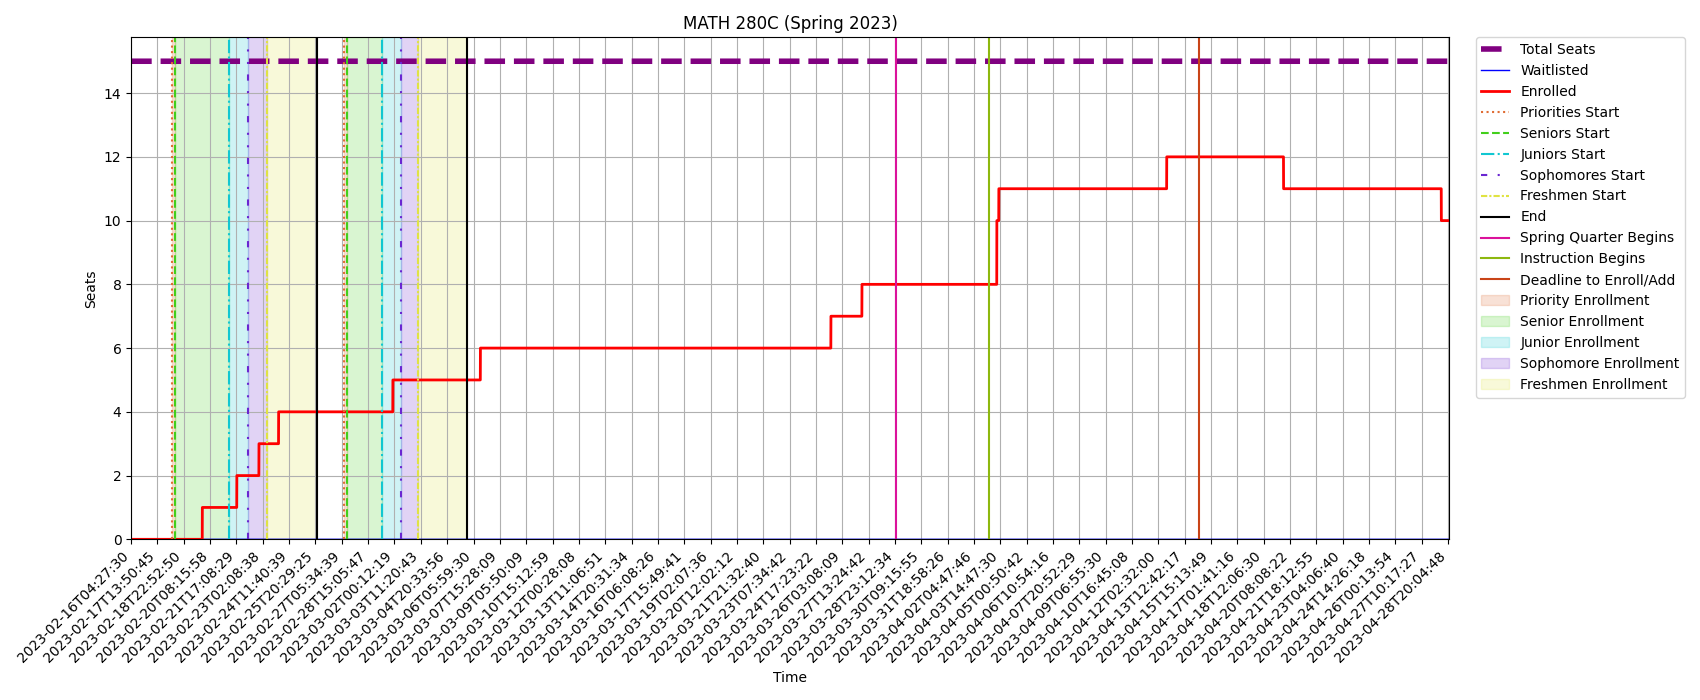 MATH 280C (Spring 2023)
Seats
14
12
10
8
6
4
2
0
2023-02-16T04:27:30
2023-02-17T13:50:45
2023-02-18T22:52:50
2023-02-20T08:15:58
2023-02-21T17:08:29
2023-02-23T02:08:38
2023-02-24T11:40:39
2023-02-25T20:29:25
2023-02-27T05:34:39
2023-02-28T15:05:47
2023-03-02T00:12:19
2023-03-03T11:20:43
2023-03-04T20:33:56
2023-03-06T05:59:30
2023-03-07T15:28:09
2023-03-09T05:50:09
2023-03-10T15:12:59
2023-03-12T00:28:08
2023-03-13T11:06:51
2023-03-14T20:31:34
2023-03-16T06:08:26
2023-03-17T15:49:41
2023-03-19T02:07:36
2023-03-20T12:02:12
2023-03-21T21:32:40
2023-03-23T07:34:42
2023-03-24T17:23:22
2023-03-26T03:08:09
2023-03-27T13:24:42
2023-03-28T23:12:34
2023-03-30T09:15:55
2023-03-31T18:58:26
2023-04-02T04:47:46
2023-04-03T14:47:30
2023-04-05T00:50:42
2023-04-06T10:54:16
2023-04-07T20:52:29
2023-04-09T06:55:30
2023-04-10T16:45:08
2023-04-12T02:32:00
2023-04-13T12:42:17
2023-04-15T15:13:49
2023-04-17T01:41:16
2023-04-18T12:06:30
2023-04-20T08:08:22
2023-04-21T18:12:55
2023-04-23T04:06:40
2023-04-24T14:26:18
2023-04-26T00:13:54
2023-04-27T10:17:27
2023-04-28T20:04:48
Time
Total Seats
Waitlisted
Enrolled
Priorities Start
Seniors Start
Juniors Start
Sophomores Start
Freshmen Start
End
Spring Quarter Begins
Instruction Begins
Deadline to Enroll/Add
Priority Enrollment
Senior Enrollment
Junior Enrollment
Sophomore Enrollment
Freshmen Enrollment